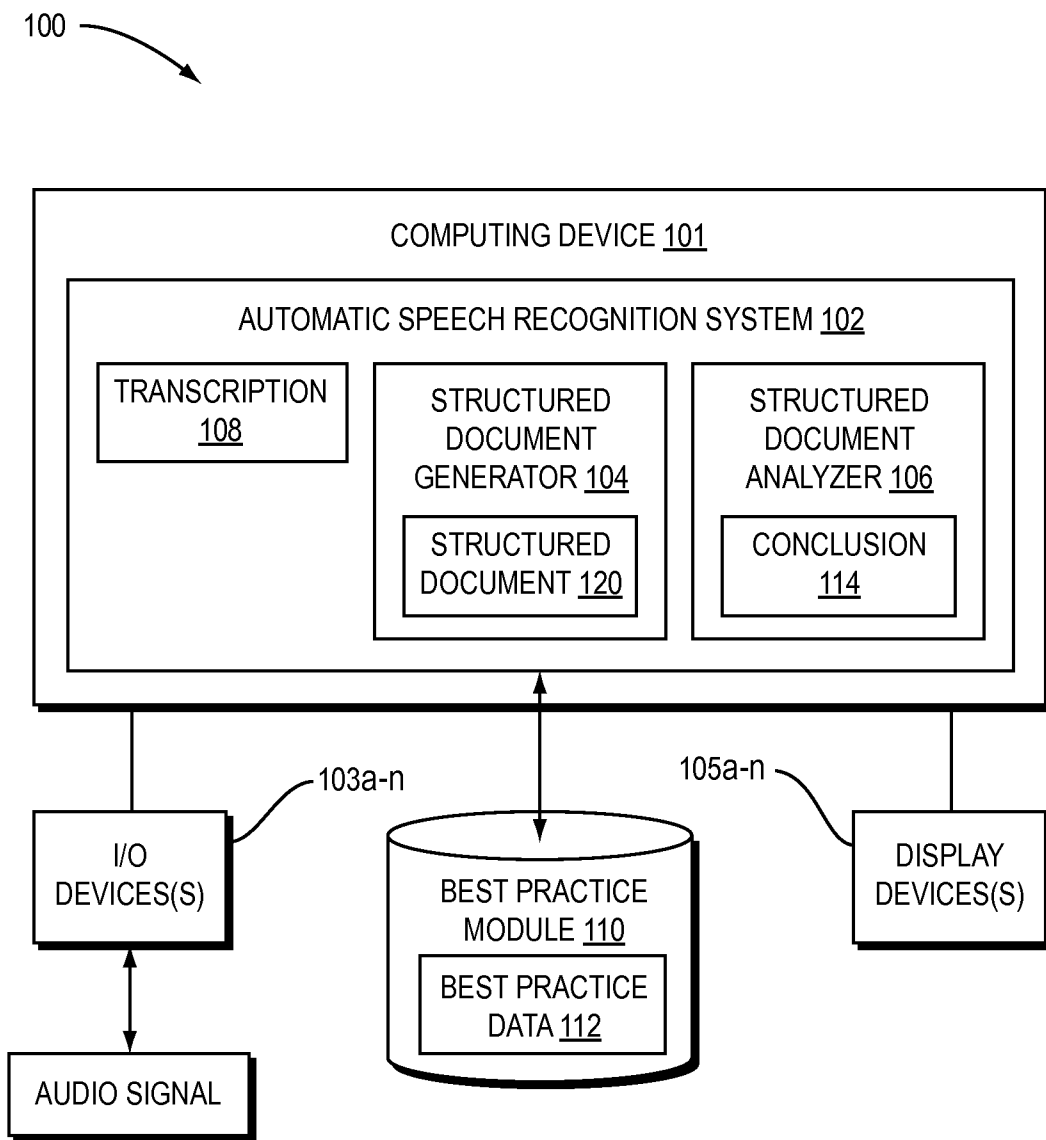 100
COMPUTING DEVICE 101
AUTOMATIC SPEECH RECOGNITION SYSTEM 102
TRANSCRIPTION
108
STRUCTURED
DOCUMENT
GENERATOR 104
STRUCTURED
DOCUMENT 120
STRUCTURED
DOCUMENT
ANALYZER 106
CONCLUSION
114
103a-n
105a-n
I/O
DEVICES(S)
BEST PRACTICE
MODULE 110
BEST PRACTICE
DATA 112
DISPLAY
DEVICES(S)
AUDIO SIGNAL